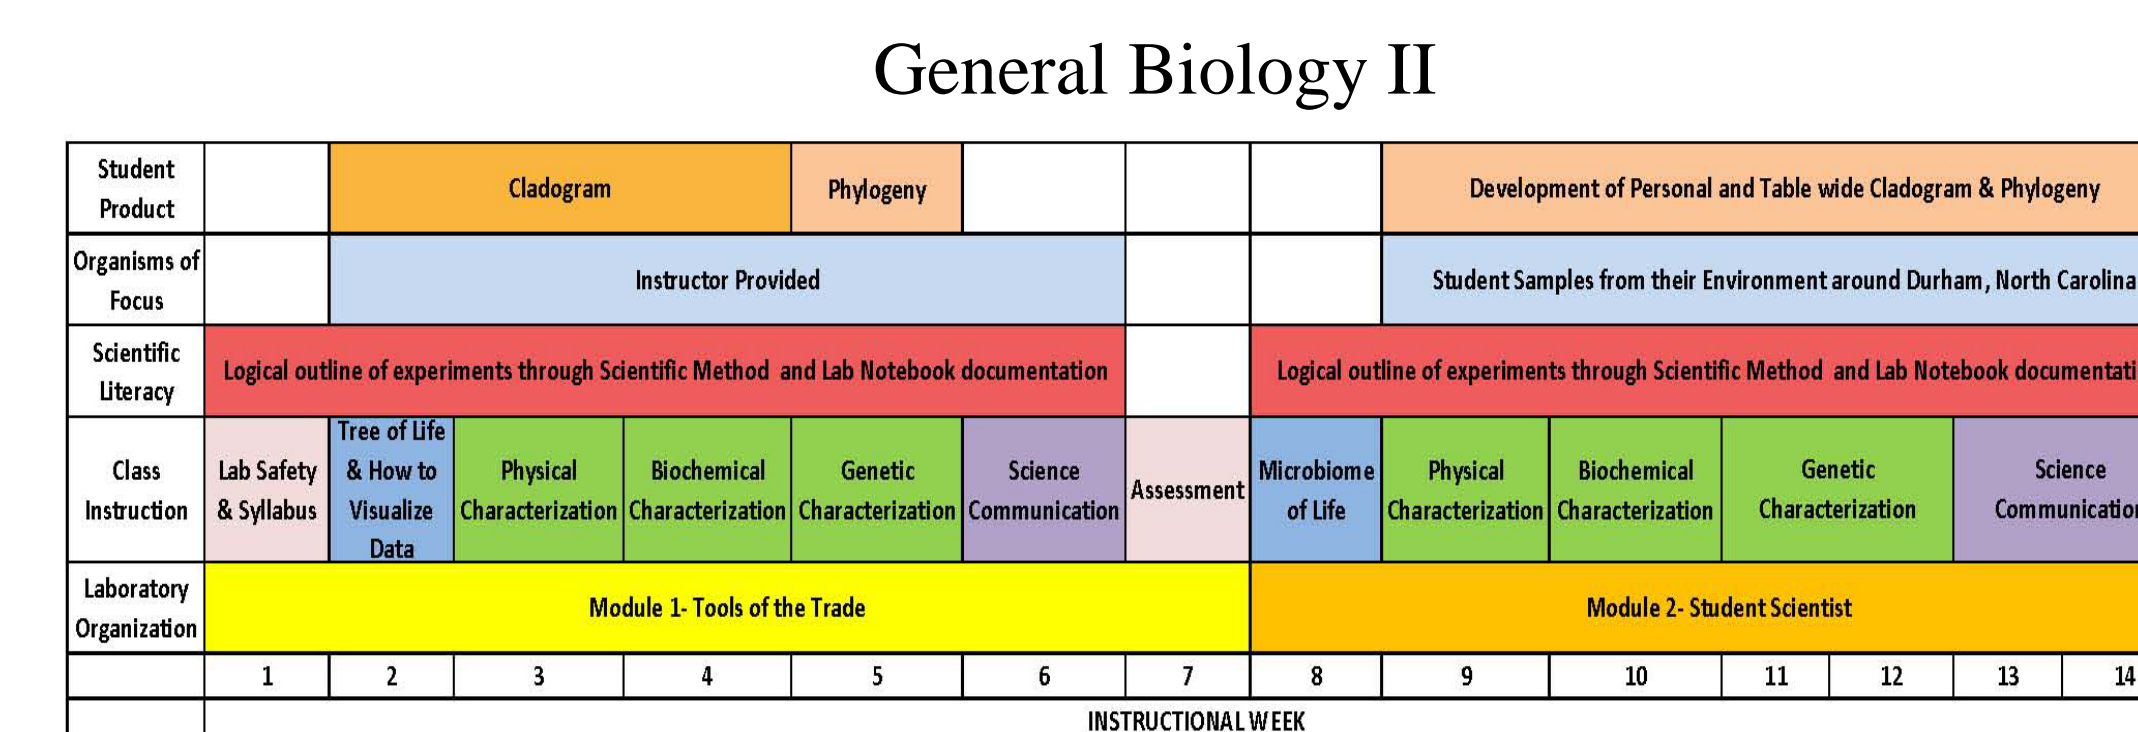 General Biology II
Student
Product
Cladogram
Phylogeny
Development of Personal and Table wide Cladogram & Phylogeny
Organisms of
Focus
Instructor Provided
Student Samples from their Environment around Durham, North Carolina
Scientific
Literacy
Logical outline of experiments through Scientific Method and Lab Notebook documentation
Logical outline of experiments through Scientific Method and Lab Notebook documentati
Class
Instruction
Lab Safety
& Syllabus
Tree of Life
& How to
Visualize
Data
Physical
Characterization
Biochemical
Characterization
Genetic
Characterization
Science
Communication
Assessment
Microbiome
of Life
Physical
Characterization
Biochemical
Characterization
Genetic
Characterization
Science
Communicatio
Laboratory
Organization
Module 1- Tools of the Trade
Module 2- Student Scientist
1 2 3 4 5 6 7 8 9 10 11 12 13 14
INSTRUCTIONAL WEEK